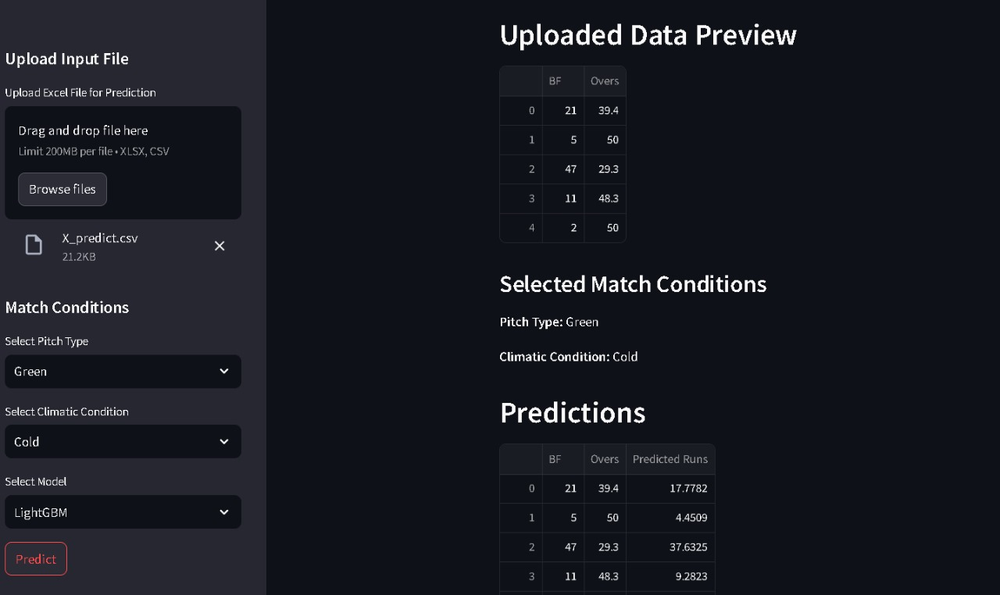 Upload Input File
Upload Excel File for Prediction
Drag and drop file here
Limit 200MB per file • XLSX, CSV
Browse files
X_predict.csv
21.2KB
Match Conditions
Select Pitch Type
Green
Select Climatic Condition
Cold
Select Model
LightGBM
Predict
Uploaded Data Preview
BF Overs
0 21 39.4
1 5 50
2 47 29.3
3 11 48.3
4 2 50
Selected Match Conditions
Pitch Type: Green
Climatic Condition: Cold
Predictions
BF Overs Predicted Runs
0 21 39.4 17.7782
1 5 50 4.4509
2 47 29.3 37.6325
3 11 48.3 9.2823